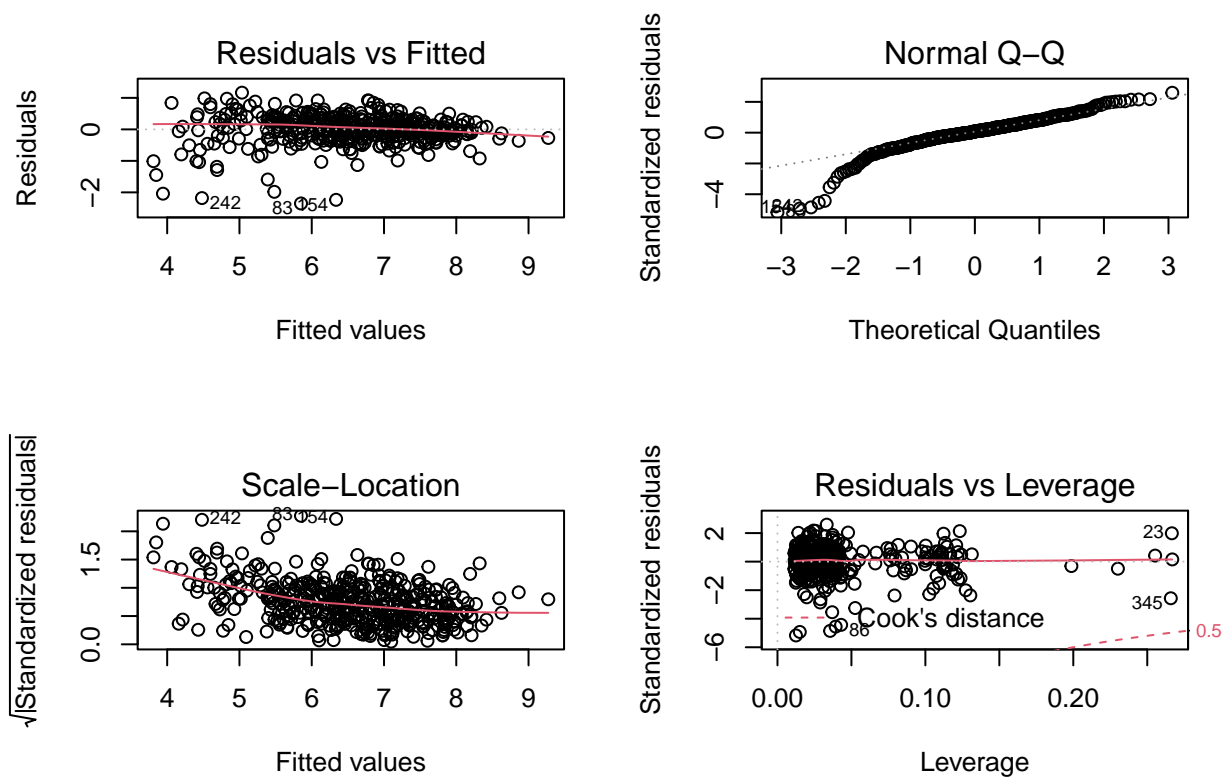 Residuals vs Fitted
Residuals
0
−2
242
83
154
4 5 6 7 8 9
Fitted values
Normal Q−Q
Standardized residuals
0
−4
−3 −2 −1 0 1 2 3
Theoretical Quantiles
Scale−Location
√|Standardized residuals|
1.5
0.0
242
83
154
4 5 6 7 8 9
Fitted values
Residuals vs Leverage
Standardized residuals
2
−2
−6
23
345
86
Cook's distance
0.5
0.00 0.10 0.20
Leverage